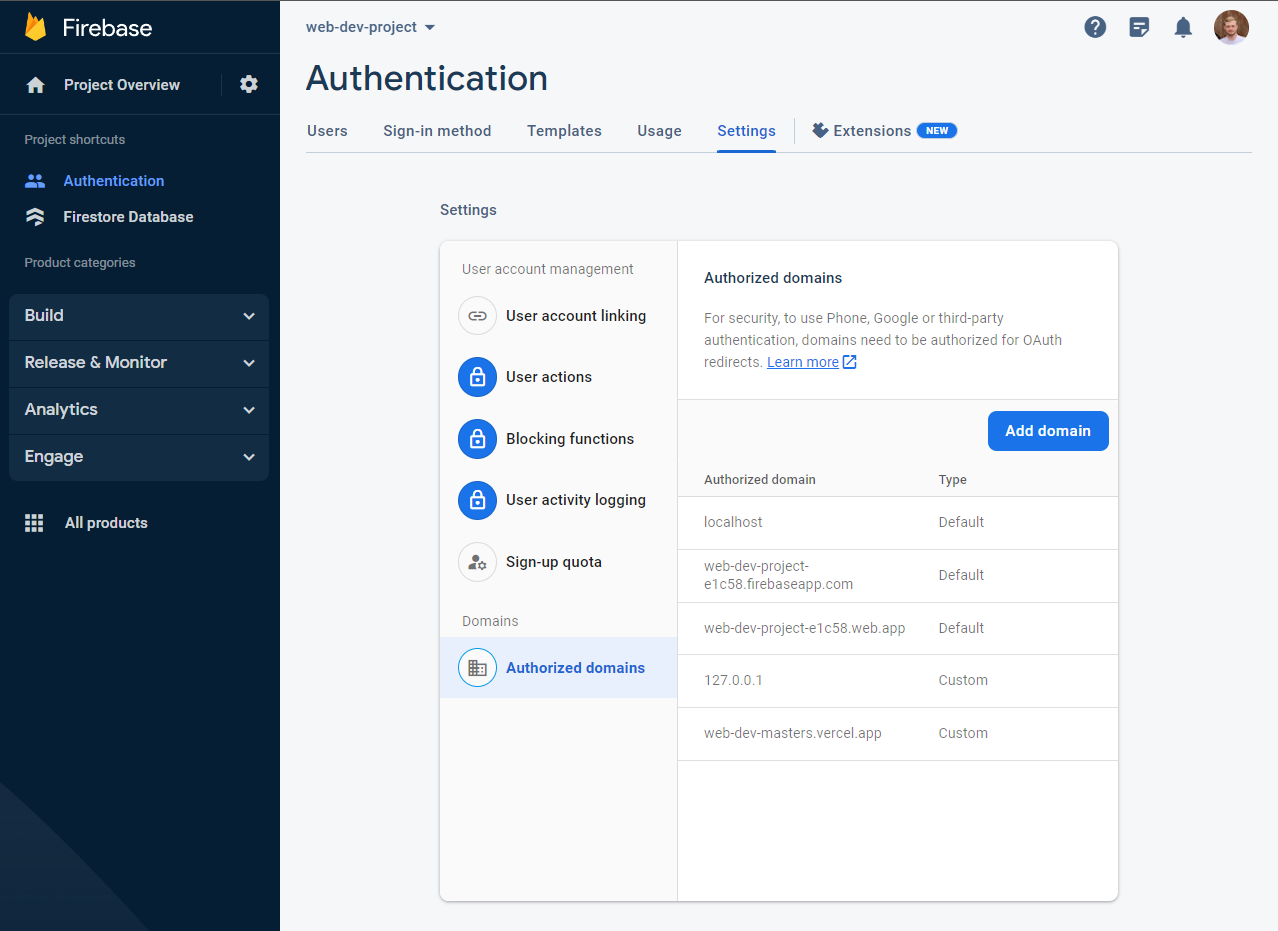 Firebase
Project Overview
Project shortcuts
Authentication
Firestore Database
Product categories
Build
Release & Monitor
Analytics
Engage
All products
web-dev-project
Authentication
Users Sign-in method Templates Usage Settings Extensions NEW
Settings
User account management
User account linking
User actions
Blocking functions
User activity logging
Sign-up quota
Domains
Authorized domains
Authorized domains
For security, to use Phone, Google or third-party
authentication, domains need to be authorized for OAuth
redirects. Learn more
Add domain
Authorized domain Type
localhost Default
web-dev-project-
e1c58.firebaseapp.com Default
web-dev-project-e1c58.web.app Default
127.0.0.1 Custom
web-dev-masters.vercel.app Custom